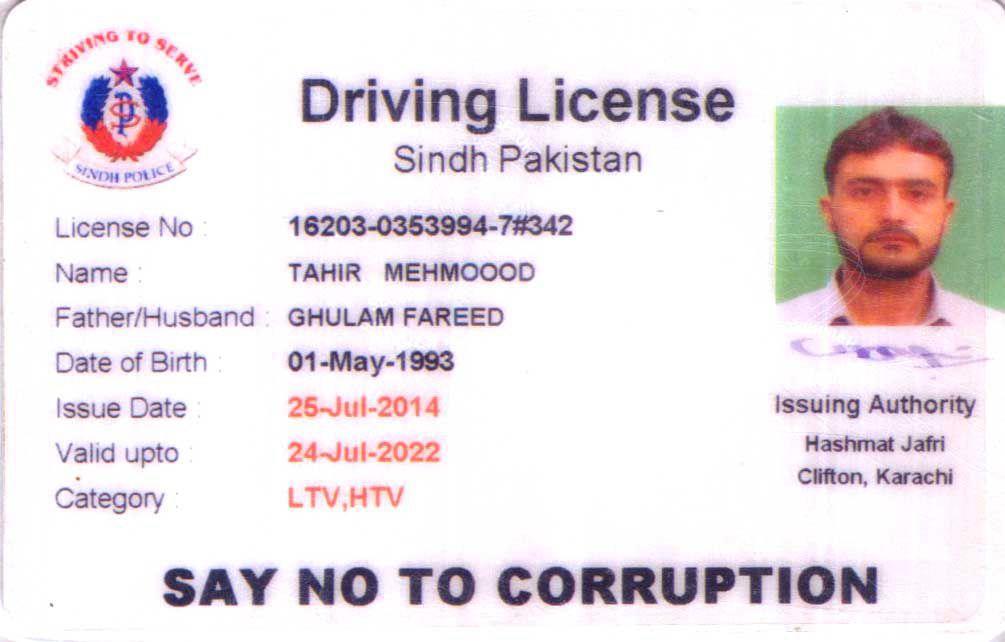 STRIVING TO SERVE
SINDH POLICE
Driving License
Sindh Pakistan
License No : 16203-0353994-7#342
Name : TAHIR MEHMOOOD
Father/Husband : GHULAM FAREED
Date of Birth : 01-May-1993
Issue Date : 25-Jul-2014
Valid upto : 24-Jul-2022
Category : LTV,HTV
Issuing Authority
Hashmat Jafri
Clifton, Karachi
SAY NO TO CORRUPTION